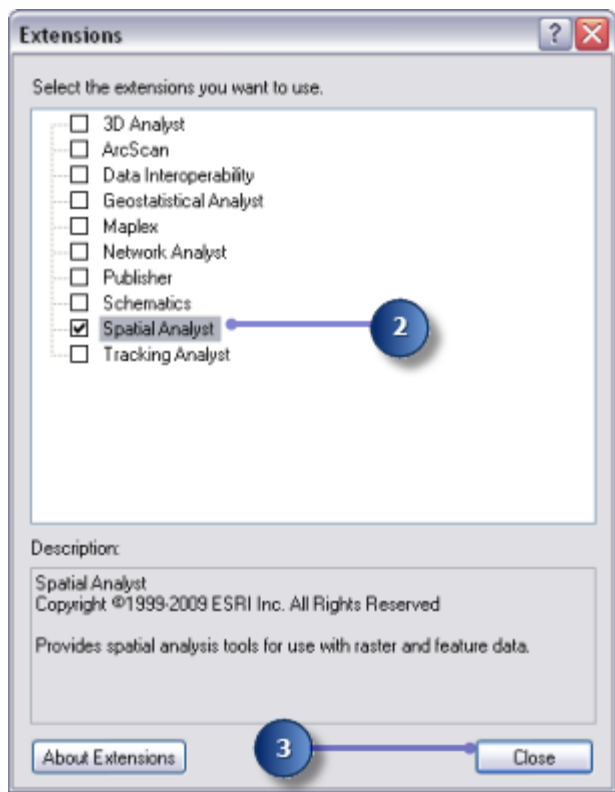 Extensions
Select the extensions you want to use.
3D Analyst
ArcScan
Data Interoperability
Geostatistical Analyst
Maplex
Network Analyst
Publisher
Schematics
Spatial Analyst 2
Tracking Analyst
Description:
Spatial Analyst
Copyright ©1999-2009 ESRI Inc. All Rights Reserved
Provides spatial analysis tools for use with raster and feature data.
About Extensions 3 Close